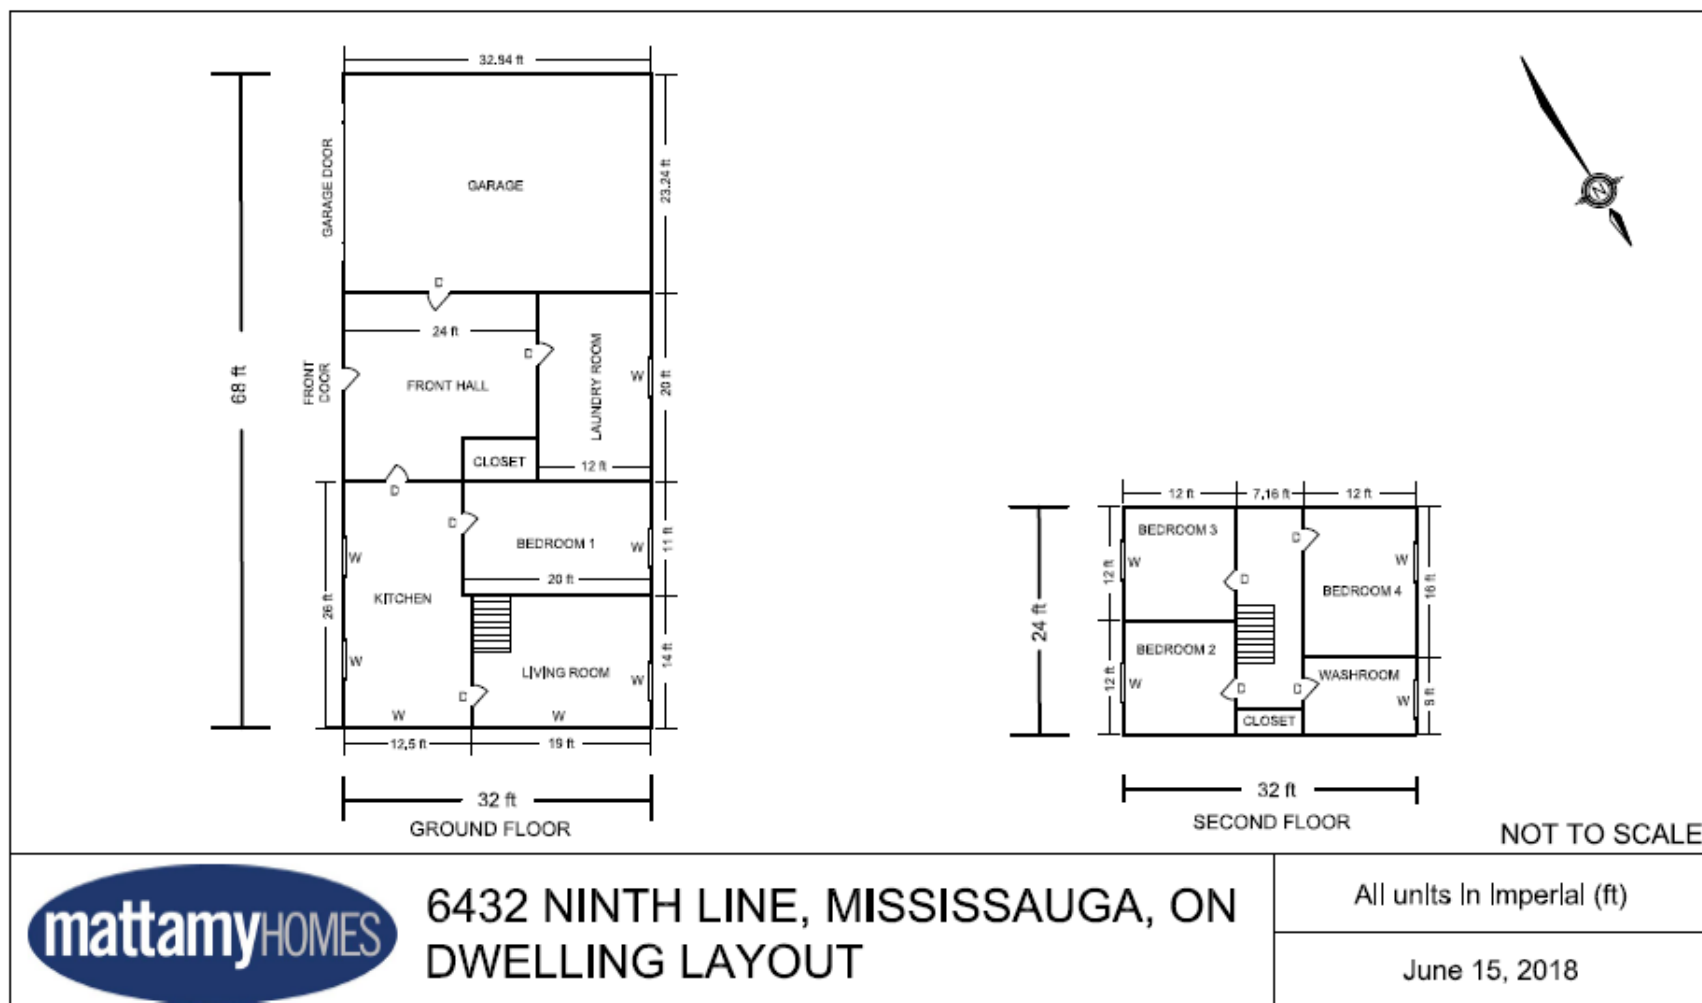 32.94 ft
68 ft
GARAGE DOOR
GARAGE
23.24 ft
D
24 ft
D
FRONT DOOR
FRONT HALL
LAUNDRY ROOM
W
20 ft
CLOSET
12 ft
D
26 ft
W
KITCHEN
W
D
BEDROOM 1
W
11 ft
20 ft
LIVING ROOM
W
14 ft
D
W
W
12.5 ft
19 ft
32 ft
GROUND FLOOR
N
12 ft
7.16 ft
12 ft
24 ft
12 ft
BEDROOM 3
W
D
D
W
BEDROOM 4
16 ft
12 ft
BEDROOM 2
W
D
D
WASHROOM
W
8 ft
CLOSET
32 ft
SECOND FLOOR
NOT TO SCALE
mattamyHOMES
6432 NINTH LINE, MISSISSAUGA, ON
DWELLING LAYOUT
All units in Imperial (ft)
June 15, 2018